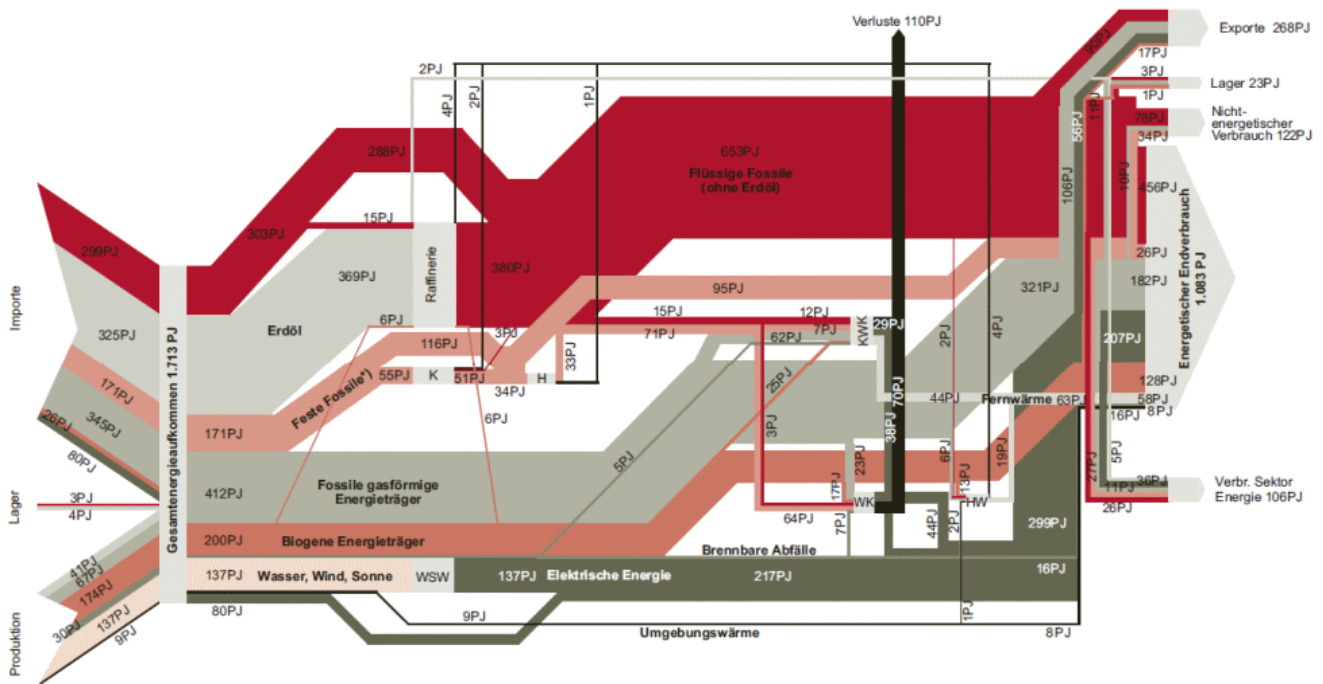 Verluste 110PJ
Exporte 268PJ
90PJ
17PJ
2PJ
3PJ
Lager 23PJ
1PJ
4PJ
2PJ
1PJ
11PJ
56PJ
78PJ
Nicht-
energetischer
Verbrauch 122PJ
34PJ
288PJ
653PJ
Flüssige Fossile
(ohne Erdöl)
106PJ
10PJ
456PJ
303PJ
15PJ
299PJ
369PJ
Raffinerie
380PJ
26PJ
Energetischer Endverbrauch
1.083 PJ
182PJ
321PJ
95PJ
Importe
325PJ
Erdöl
6PJ
15PJ
12PJ
3PJ
71PJ
7PJ
62PJ
KWK
29PJ
2PJ
4PJ
207PJ
116PJ
33PJ
171PJ
Gesamtenergieaufkommen 1.713 PJ
55PJ
K
51PJ
34PJ
H
25PJ
128PJ
Feste Fossile*)
44PJ
Fernwärme
63PJ
58PJ
16PJ
8PJ
345PJ
26PJ
6PJ
3PJ
38PJ
70PJ
171PJ
80PJ
5PJ
23PJ
6PJ
19PJ
5PJ
27PJ
36PJ
11PJ
Verbr. Sektor
Energie 106PJ
26PJ
412PJ
Fossile gasförmige
Energieträger
17PJ
13PJ
Lager
3PJ
4PJ
WK
HW
64PJ
7PJ
44PJ
2PJ
299PJ
200PJ
Biogene Energieträger
Brennbare Abfälle
41PJ
67PJ
174PJ
137PJ
Wasser, Wind, Sonne
WSW
137PJ
Elektrische Energie
217PJ
16PJ
Produktion
30PJ
137PJ
9PJ
80PJ
9PJ
Umgebungswärme
1PJ
8PJ